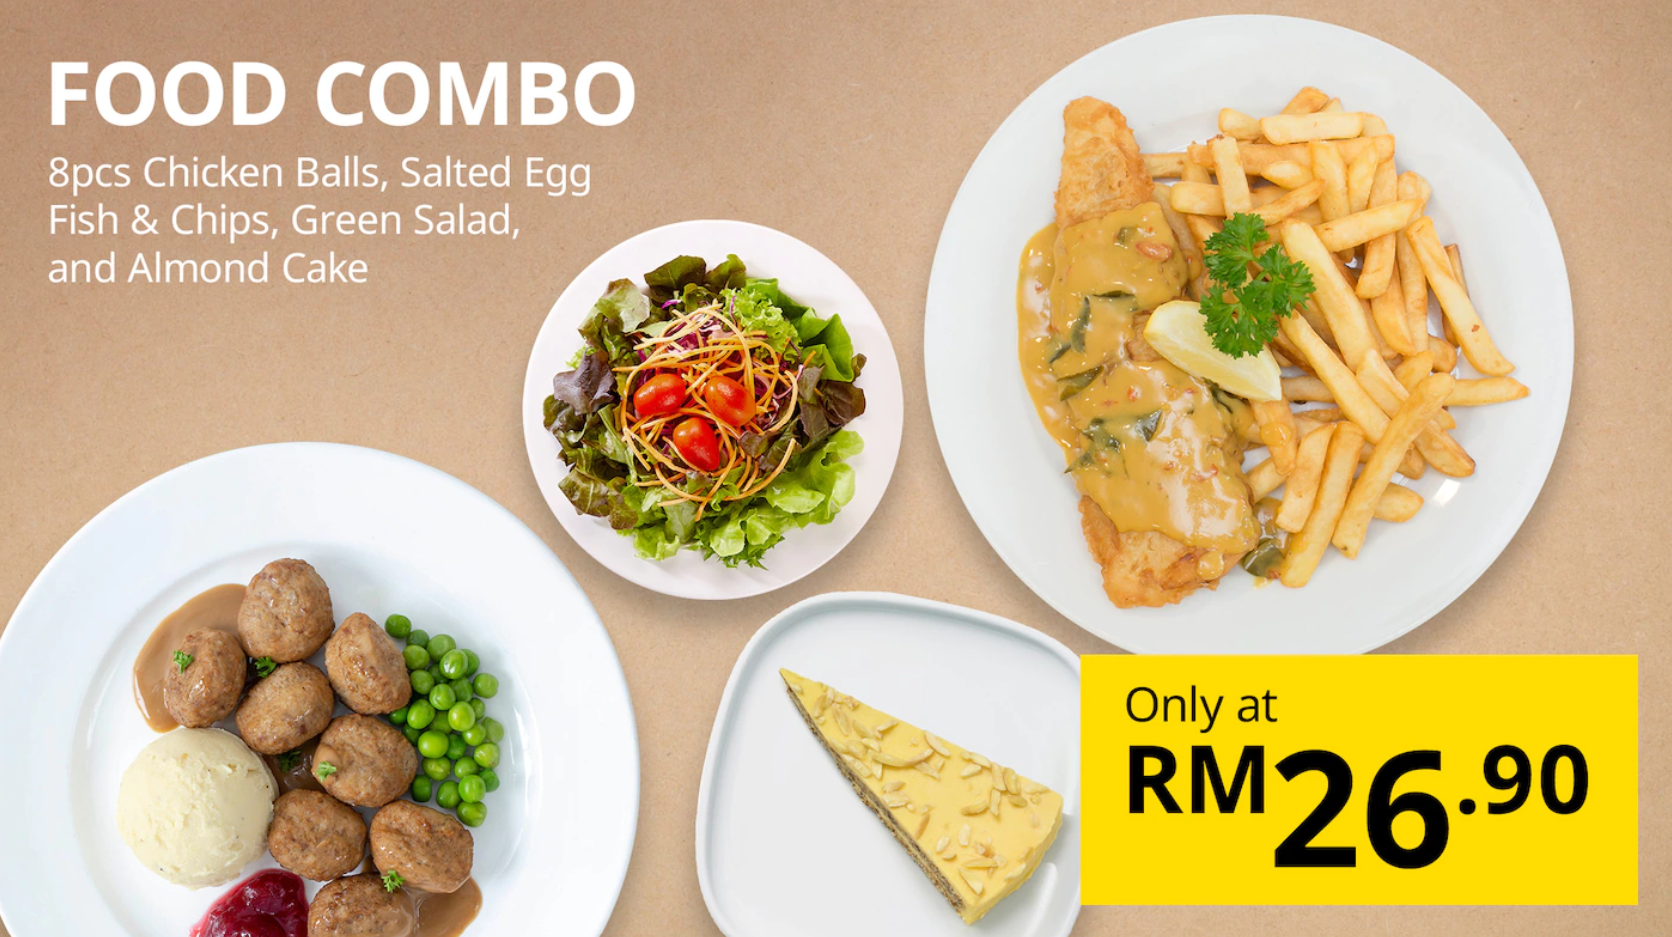 FOOD COMBO
8pcs Chicken Balls, Salted Egg
Fish & Chips, Green Salad,
and Almond Cake
Only at
RM26.90